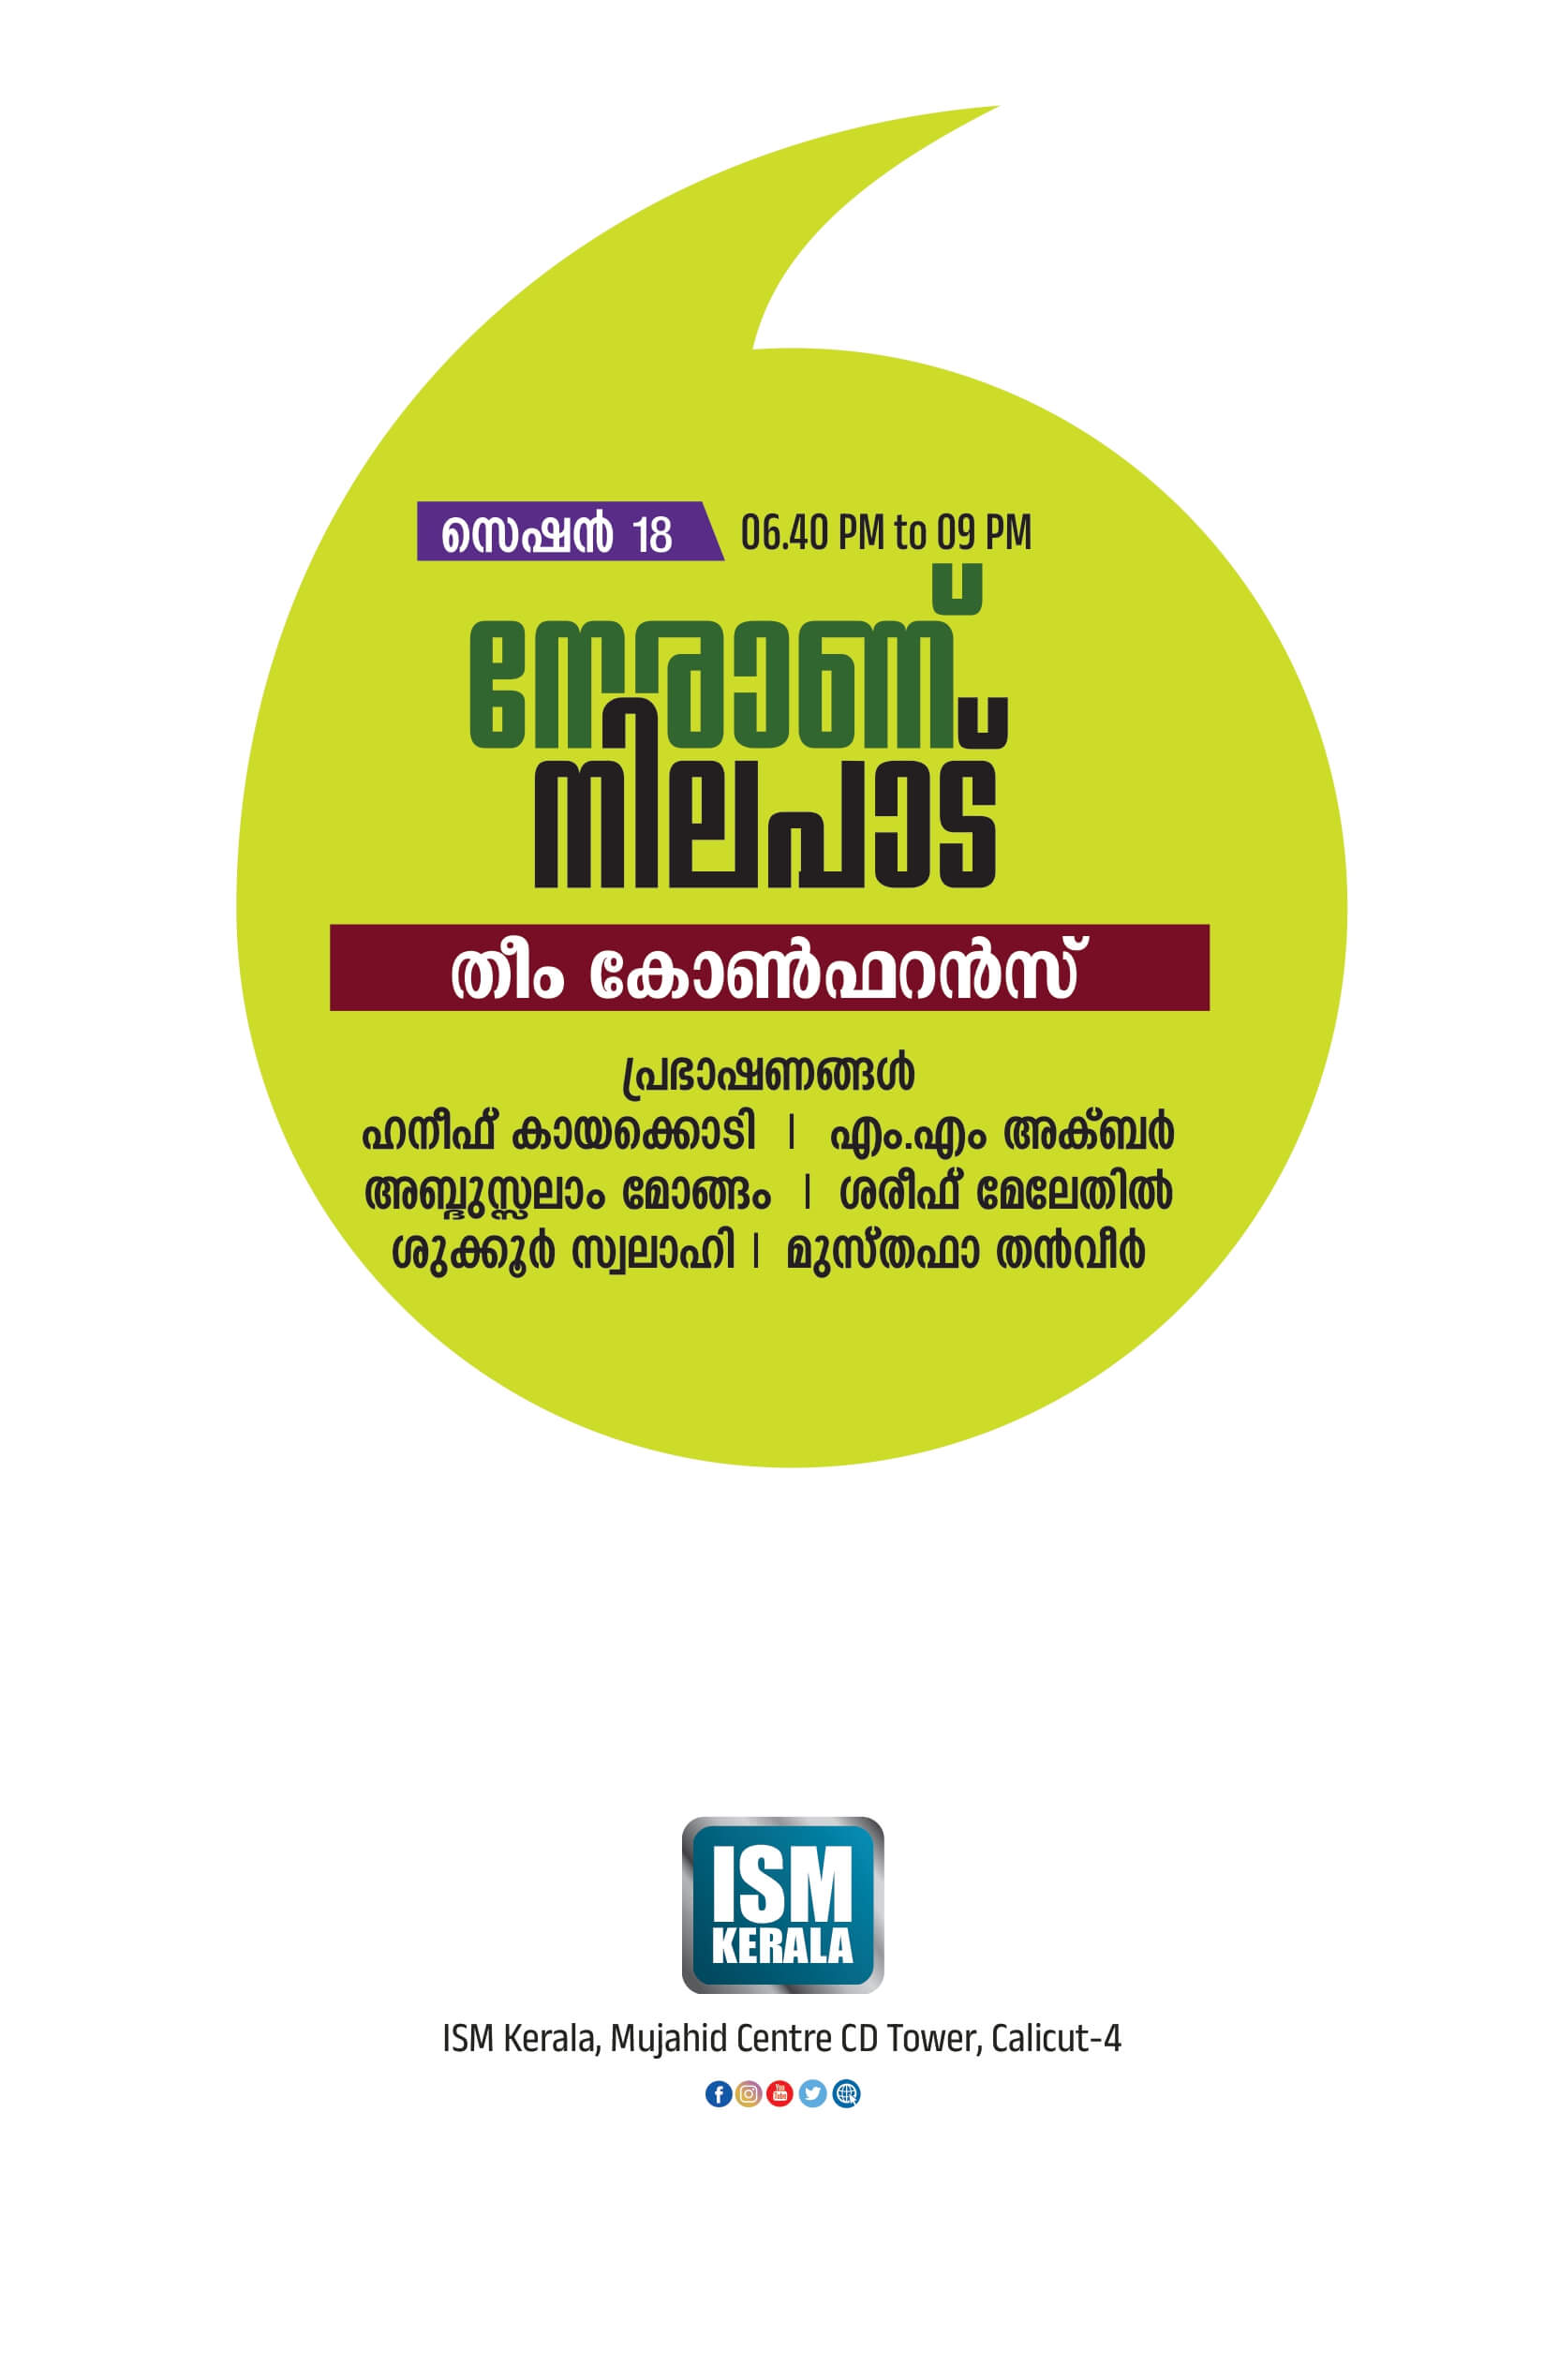 സെഷൻ 18 06.40 PM to 09 PM
നേരാണ്
നിലപാട്
തീം കോൺഫറൻസ്
പ്രഭാഷണങ്ങൾ
ഹനീഫ് കായക്കൊടി | എം.എം അക്ബർ
അബ്ദുസ്സലാം മോങ്ങം | ശരീഫ് മേലേതിൽ
ശുക്കൂർ സ്വലാഹി | മുസ്തഫാ തൻവീർ
ISM
KERALA
ISM Kerala, Mujahid Centre CD Tower, Calicut-4